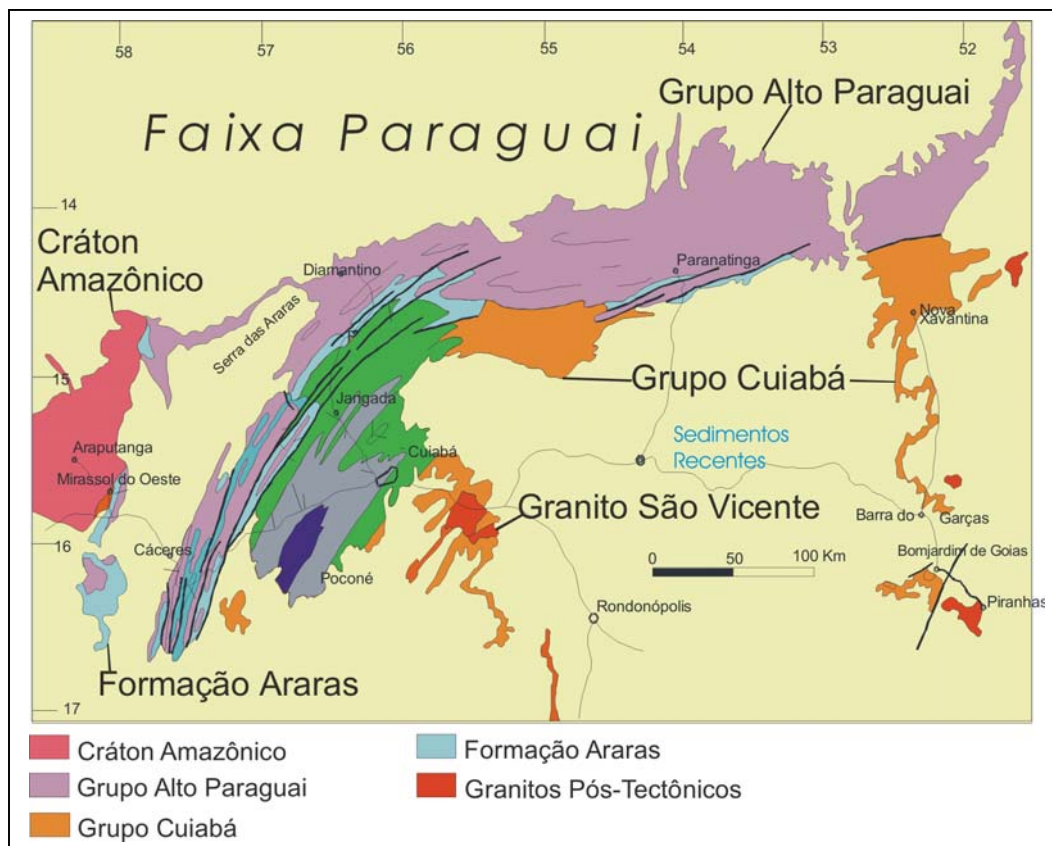 58 57 56 55 54 53 52
Grupo Alto Paraguai
Faixa Paraguai
14
Cráton
Amazônico
Diamantino
Paranatinga
Serra das Araras
Nova
Xavantina
15
Grupo Cuiabá
Jangada
Sedimentos
Recentes
Cuiabá
Araputanga
Mirassol do Oeste
Granito São Vicente
Barra do Garças
16
Cáceres
0 50 100 Km
Bomjardim de Goias
Poconé
Piranhas
Rondonópolis
Formação Araras
17
Cráton Amazônico
Formação Araras
Grupo Alto Paraguai
Granitos Pós-Tectônicos
Grupo Cuiabá